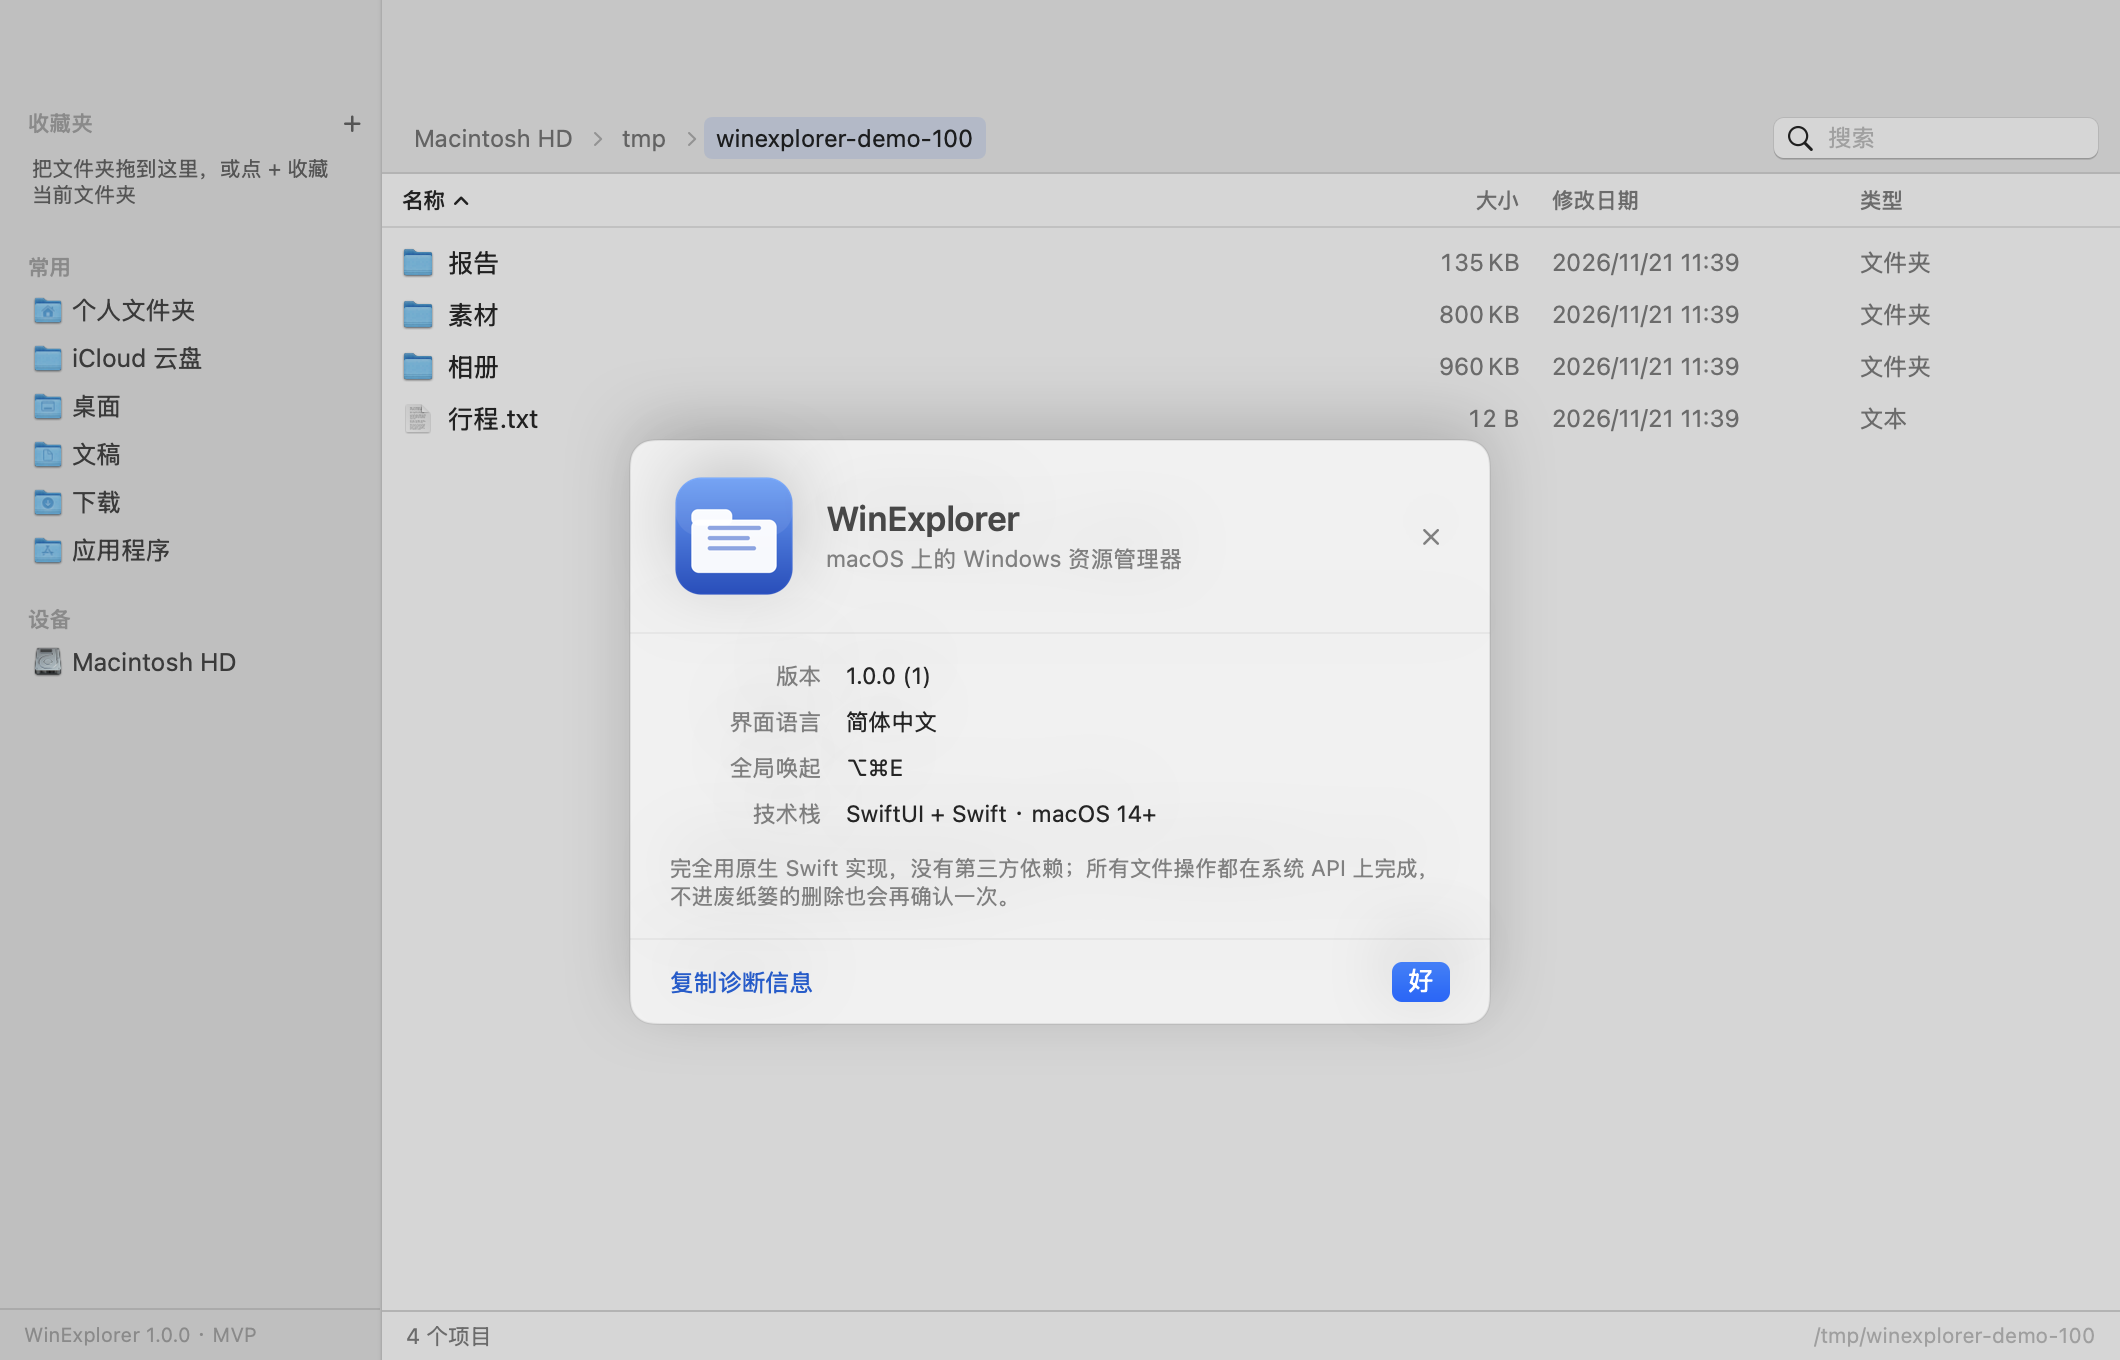 收藏夹
+
把文件夹拖到这里，或点 + 收藏
当前文件夹
常用
个人文件夹
iCloud 云盘
桌面
文稿
下载
应用程序
设备
Macintosh HD
WinExplorer 1.0.0 · MVP
Macintosh HD › tmp › winexplorer-demo-100
搜索
名称 大小 修改日期 类型
报告 135 KB 2026/11/21 11:39 文件夹
素材 800 KB 2026/11/21 11:39 文件夹
相册 960 KB 2026/11/21 11:39 文件夹
行程.txt 12 B 2026/11/21 11:39 文本
WinExplorer
macOS 上的 Windows 资源管理器
版本 1.0.0 (1)
界面语言 简体中文
全局唤起 ⌥⌘E
技术栈 SwiftUI + Swift · macOS 14+
完全用原生 Swift 实现，没有第三方依赖；所有文件操作都在系统 API 上完成，
不进废纸篓的删除也会再确认一次。
复制诊断信息
好
4 个项目
/tmp/winexplorer-demo-100